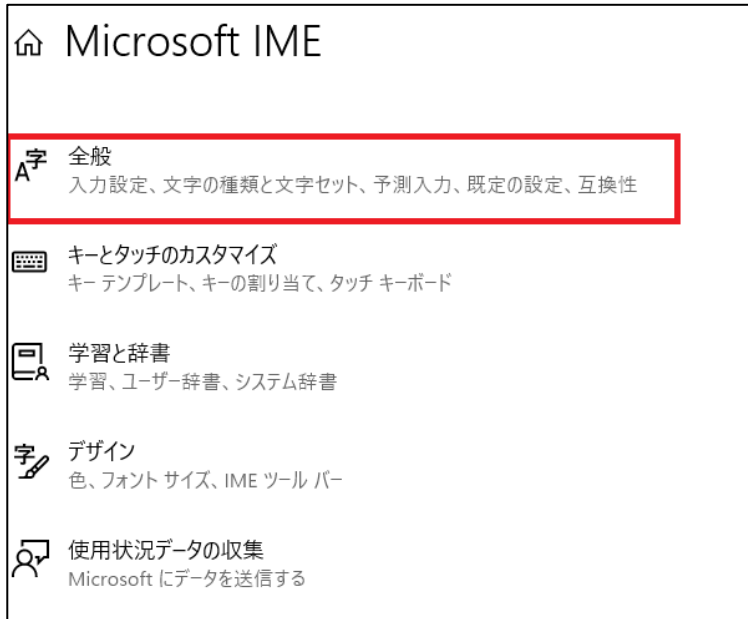 Microsoft IME
全般
入力設定、文字の種類と文字セット、予測入力、既定の設定、互換性
キーとタッチのカスタマイズ
キー テンプレート、キーの割り当て、タッチ キーボード
学習と辞書
学習、ユーザー辞書、システム辞書
デザイン
色、フォント サイズ、IME ツール バー
使用状況データの収集
Microsoft にデータを送信する